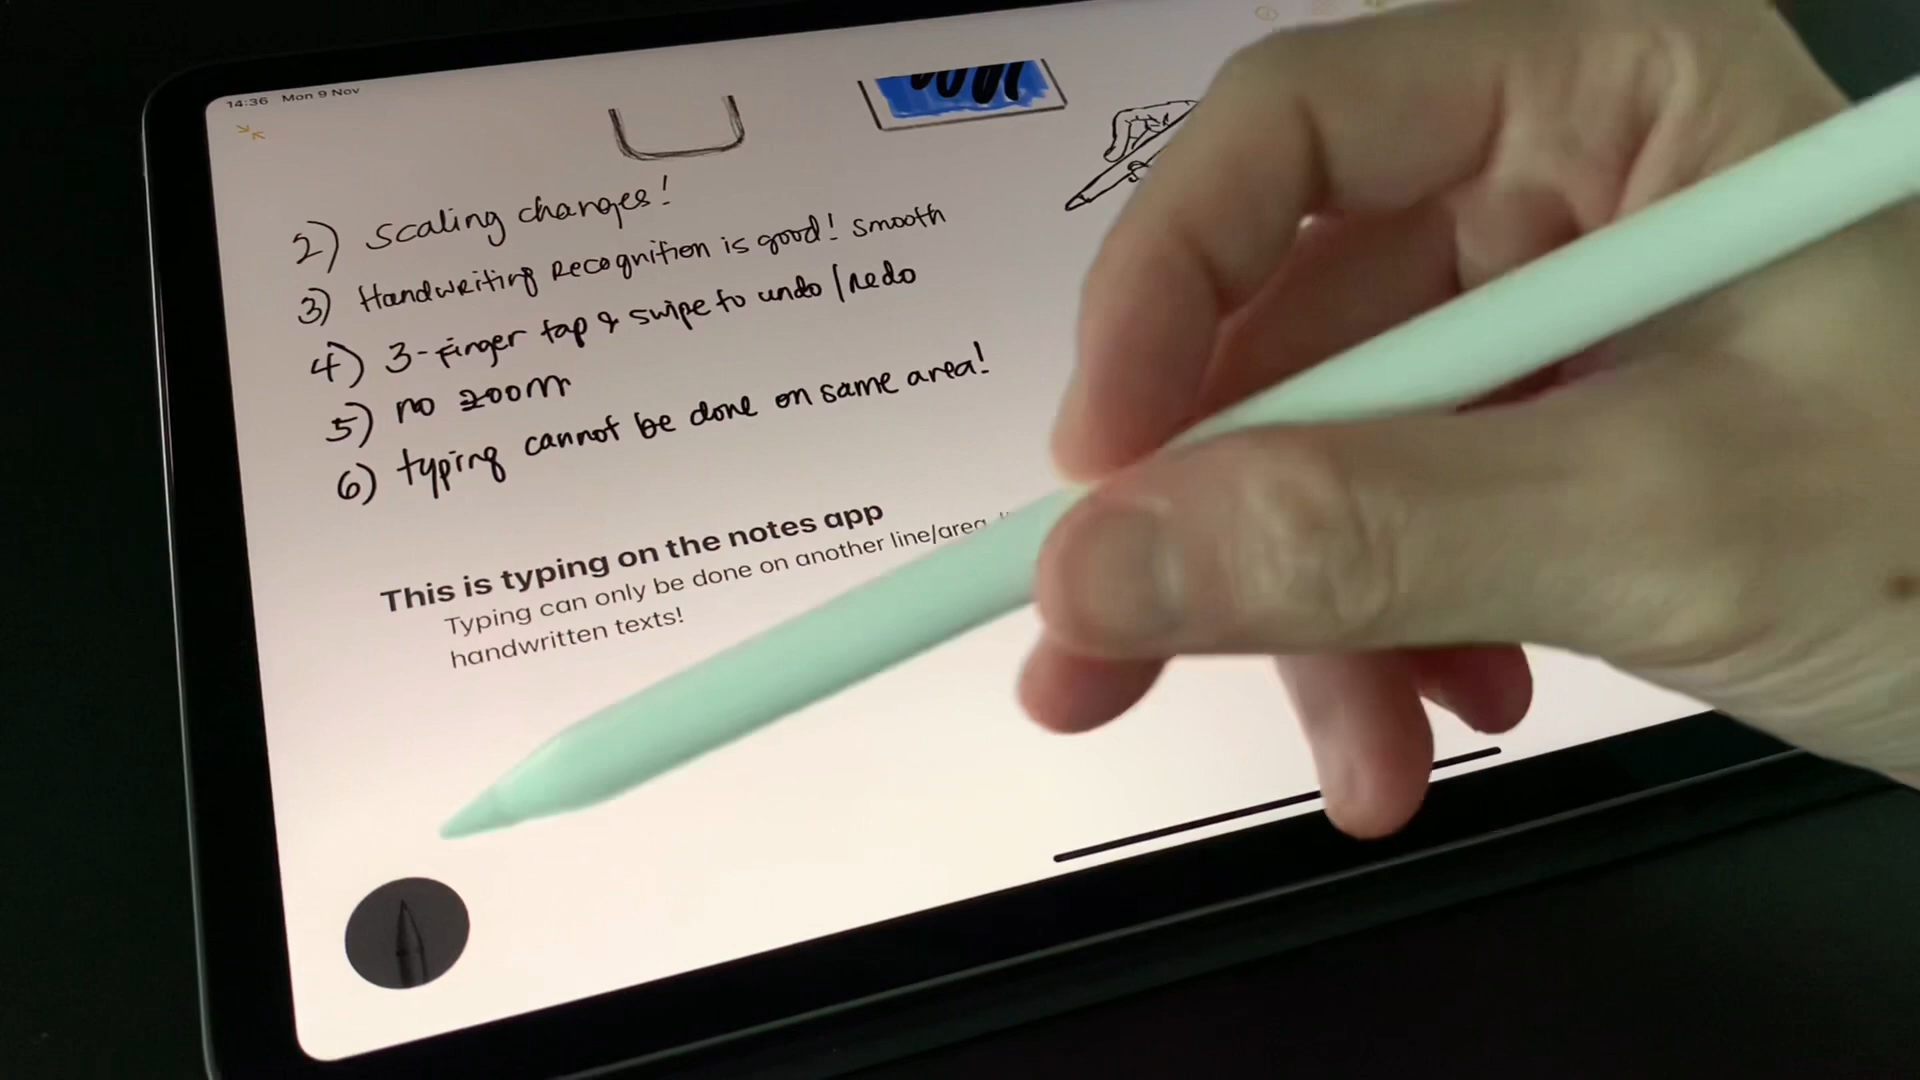 14:36 Mon 9 Nov
2) Scaling changes!
3) Handwriting Recognition is good! smooth
4) 3-finger tap & swipe to undo/redo
5) no zoom
6) typing cannot be done on same area!
This is typing on the notes app
Typing can only be done on another line/area
handwritten texts!